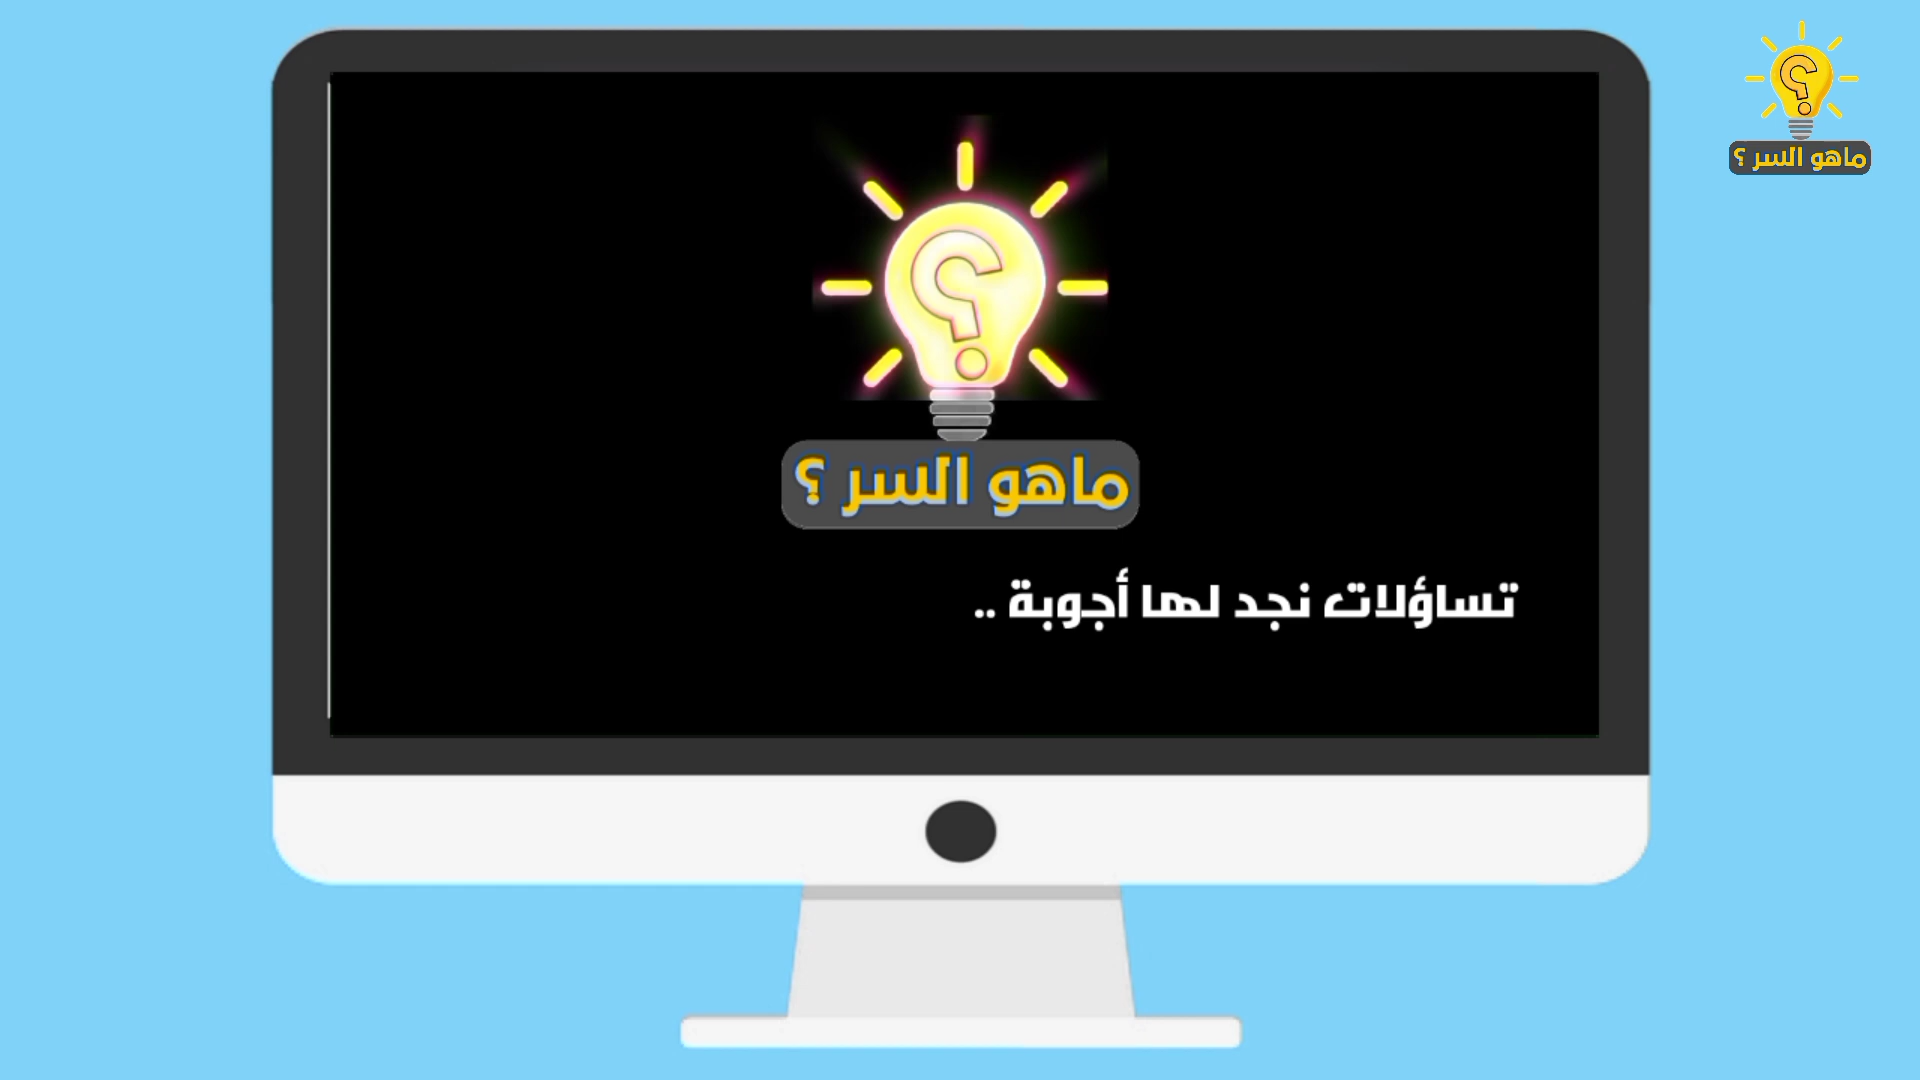 ماهو السر ؟
ماهو السر ؟
تساؤلات نجد لها أجوبة ..